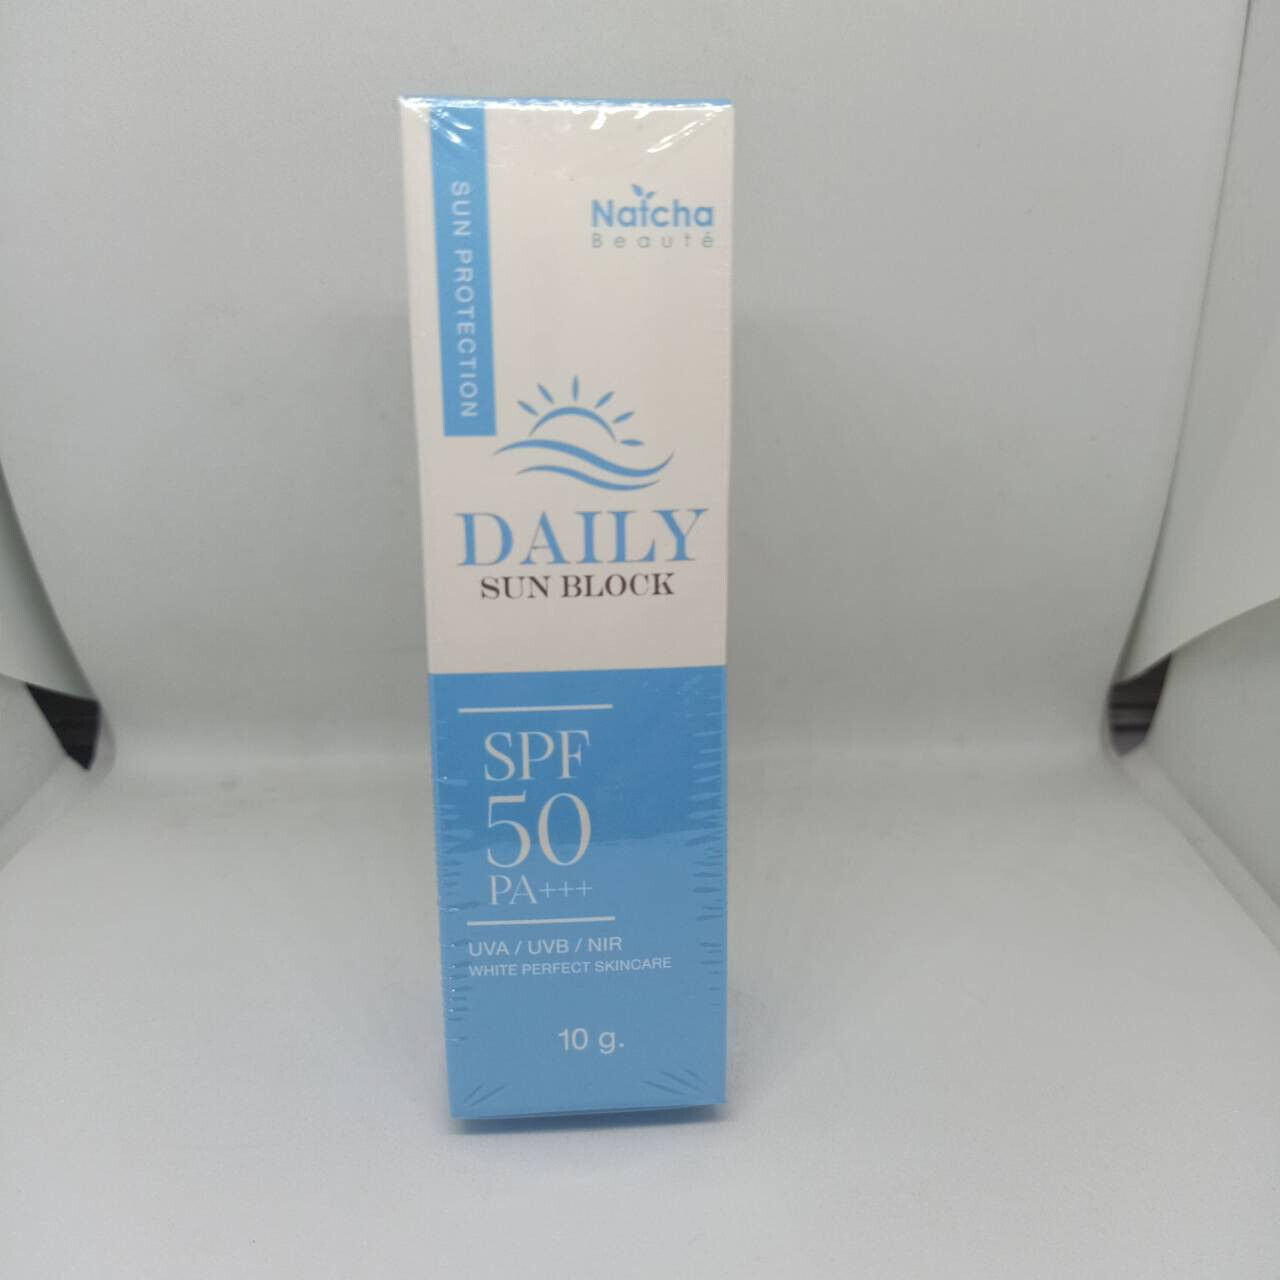 SUN PROTECTION
Natcha
Beauté
DAILY
SUN BLOCK
SPF
50
PA+++
UVA / UVB / NIR
WHITE PERFECT SKINCARE
10 g.